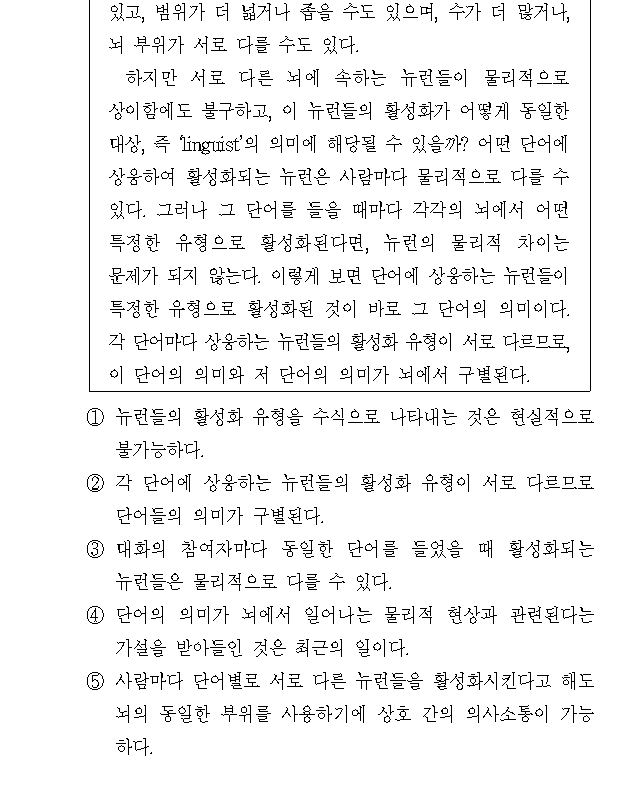 있고, 범위가 더 넓거나 좁을 수도 있으며, 수가 더 많거나,
뇌 부위가 서로 다를 수도 있다.
하지만 서로 다른 뇌에 속하는 뉴런들이 물리적으로
상이함에도 불구하고, 이 뉴런들의 활성화가 어떻게 동일한
대상, 즉 ‘linguist’의 의미에 해당될 수 있을까? 어떤 단어에
상응하여 활성화되는 뉴런은 사람마다 물리적으로 다를 수
있다. 그러나 그 단어를 들을 때마다 각각의 뇌에서 어떤
특정한 유형으로 활성화된다면, 뉴런의 물리적 차이는
문제가 되지 않는다. 이렇게 보면 단어에 상응하는 뉴런들이
특정한 유형으로 활성화된 것이 바로 그 단어의 의미이다.
각 단어마다 상응하는 뉴런들의 활성화 유형이 서로 다르므로,
이 단어의 의미와 저 단어의 의미가 뇌에서 구별된다.
① 뉴런들의 활성화 유형을 수식으로 나타내는 것은 현실적으로
불가능하다.
② 각 단어에 상응하는 뉴런들의 활성화 유형이 서로 다르므로
단어들의 의미가 구별된다.
③ 대화의 참여자마다 동일한 단어를 들었을 때 활성화되는
뉴런들은 물리적으로 다를 수 있다.
④ 단어의 의미가 뇌에서 일어나는 물리적 현상과 관련된다는
가설을 받아들인 것은 최근의 일이다.
⑤ 사람마다 단어별로 서로 다른 뉴런들을 활성화시킨다고 해도
뇌의 동일한 부위를 사용하기에 상호 간의 의사소통이 가능
하다.